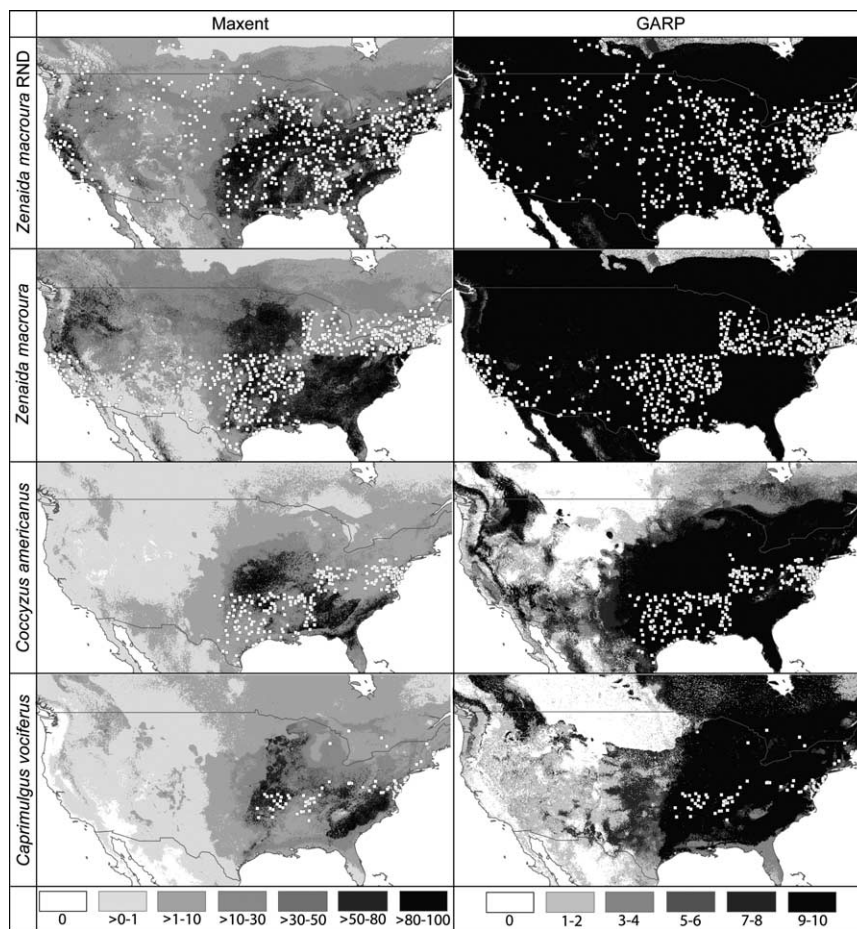 Maxent GARP
Zenaida macroura RND
Zenaida macroura
Coccyzus americanus
Caprimulgus vociferus
0 >0-1 >1-10 >10-30 >30-50 >50-80 >80-100
0 1-2 3-4 5-6 7-8 9-10